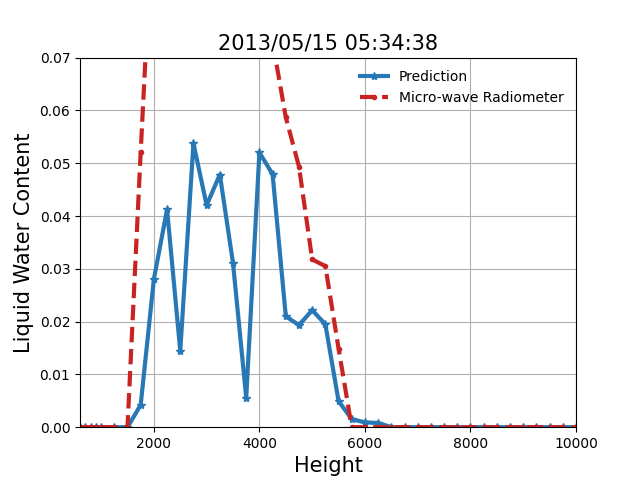 2013/05/15 05:34:38
0.07
0.06
0.05
0.04
0.03
0.02
0.01
0.00
Liquid Water Content
Prediction
Micro-wave Radiometer
2000 4000 6000 8000 10000
Height